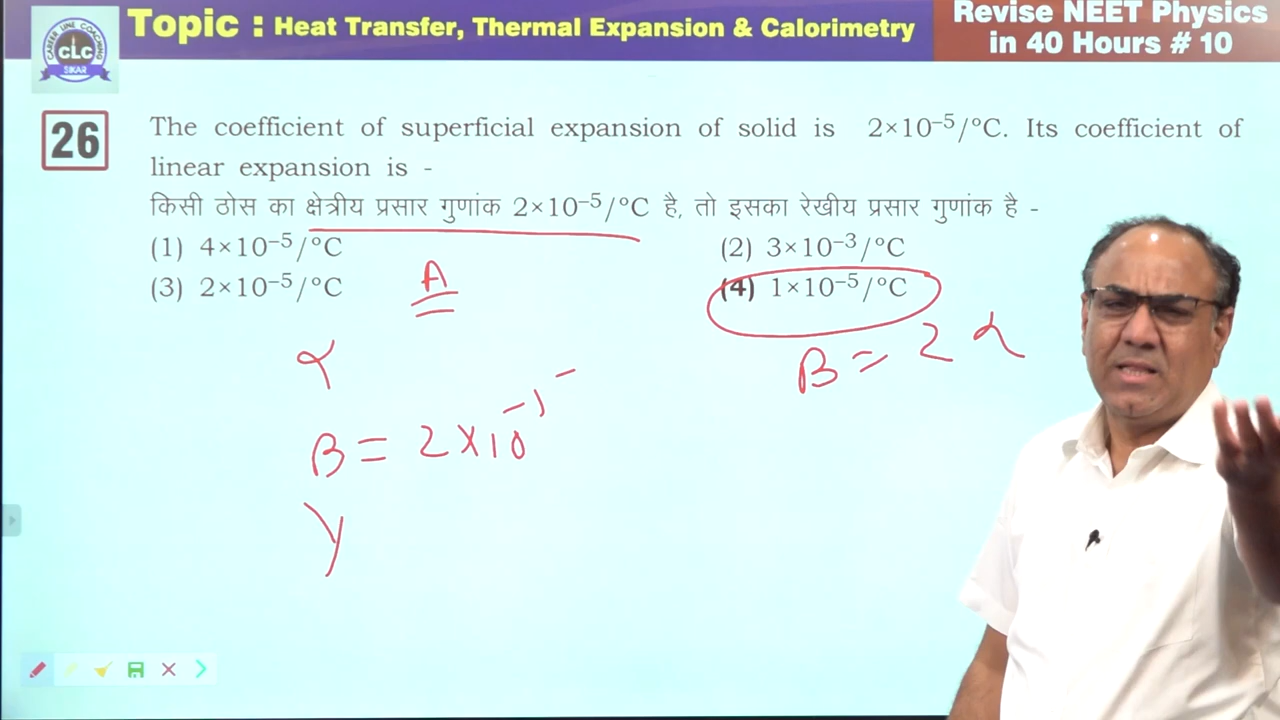 CAREER LINE COACHING
CLC
SIKAR
Topic : Heat Transfer, Thermal Expansion & Calorimetry
Revise NEET Physics
in 40 Hours # 10
26
The coefficient of superficial expansion of solid is 2×10⁻⁵/°C. Its coefficient of
linear expansion is -
किसी ठोस का क्षेत्रीय प्रसार गुणांक 2×10⁻⁵/°C है, तो इसका रेखीय प्रसार गुणांक है -
(1) 4×10⁻⁵/°C (2) 3×10⁻³/°C
(3) 2×10⁻⁵/°C (4) 1×10⁻⁵/°C
A
α
β = 2α
β = 2×10
γ